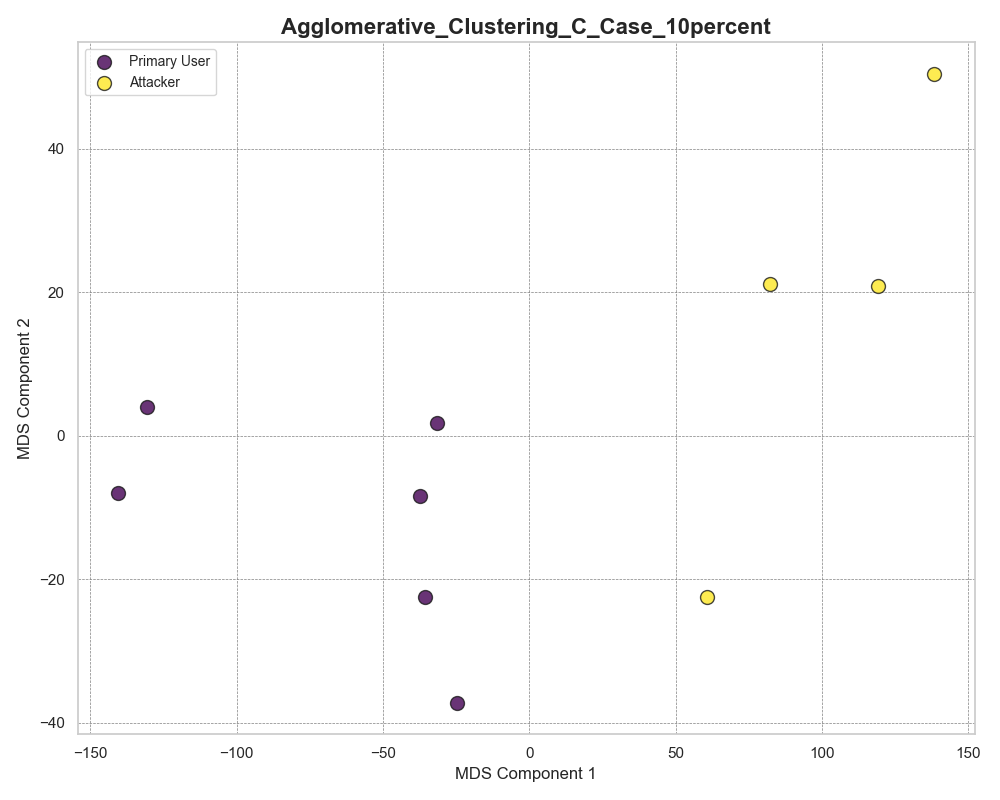 Agglomerative_Clustering_C_Case_10percent
Primary User
Attacker
40
20
0
−20
−40
MDS Component 2
−150
−100
−50
0
50
100
150
MDS Component 1